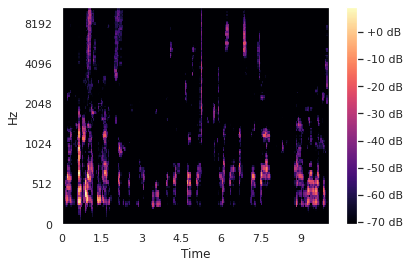 8192
4096
2048
1024
512
0
Hz
0 1.5 3 4.5 6 7.5 9
Time
+0 dB
-10 dB
-20 dB
-30 dB
-40 dB
-50 dB
-60 dB
-70 dB